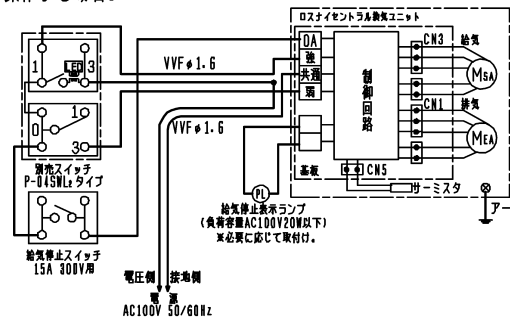 ロスナイセントラル換気ユニット
OA
強
共通
弱
制御回路
基板
CN3
給気
MSA
CN1
排気
MEA
CN5
サーミスタ
アー
1
LED
3
VVFφ1.6
VVFφ1.6
0
1
3
別売スイッチ
P-04SWL2タイプ
給気停止スイッチ
15A 300V用
PL
給気停止表示ランプ
(負荷容量AC100V20W以下)
※必要に応じて取付け。
電圧側
接地側
電源
AC100V 50/60Hz